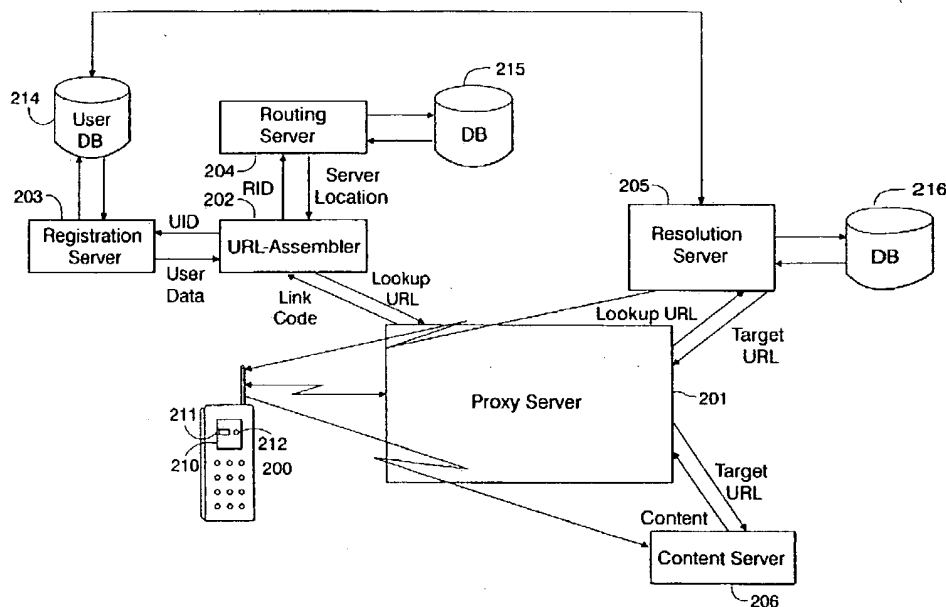 215
214
User
DB
Routing
Server
DB
204
RID
Server
Location
203
202
205
216
Registration
Server
UID
User
Data
URL-Assembler
Resolution
Server
DB
Link
Code
Lookup
URL
Lookup URL
Target
URL
Proxy Server
201
211
212
210
200
Target
URL
Content
Content Server
206